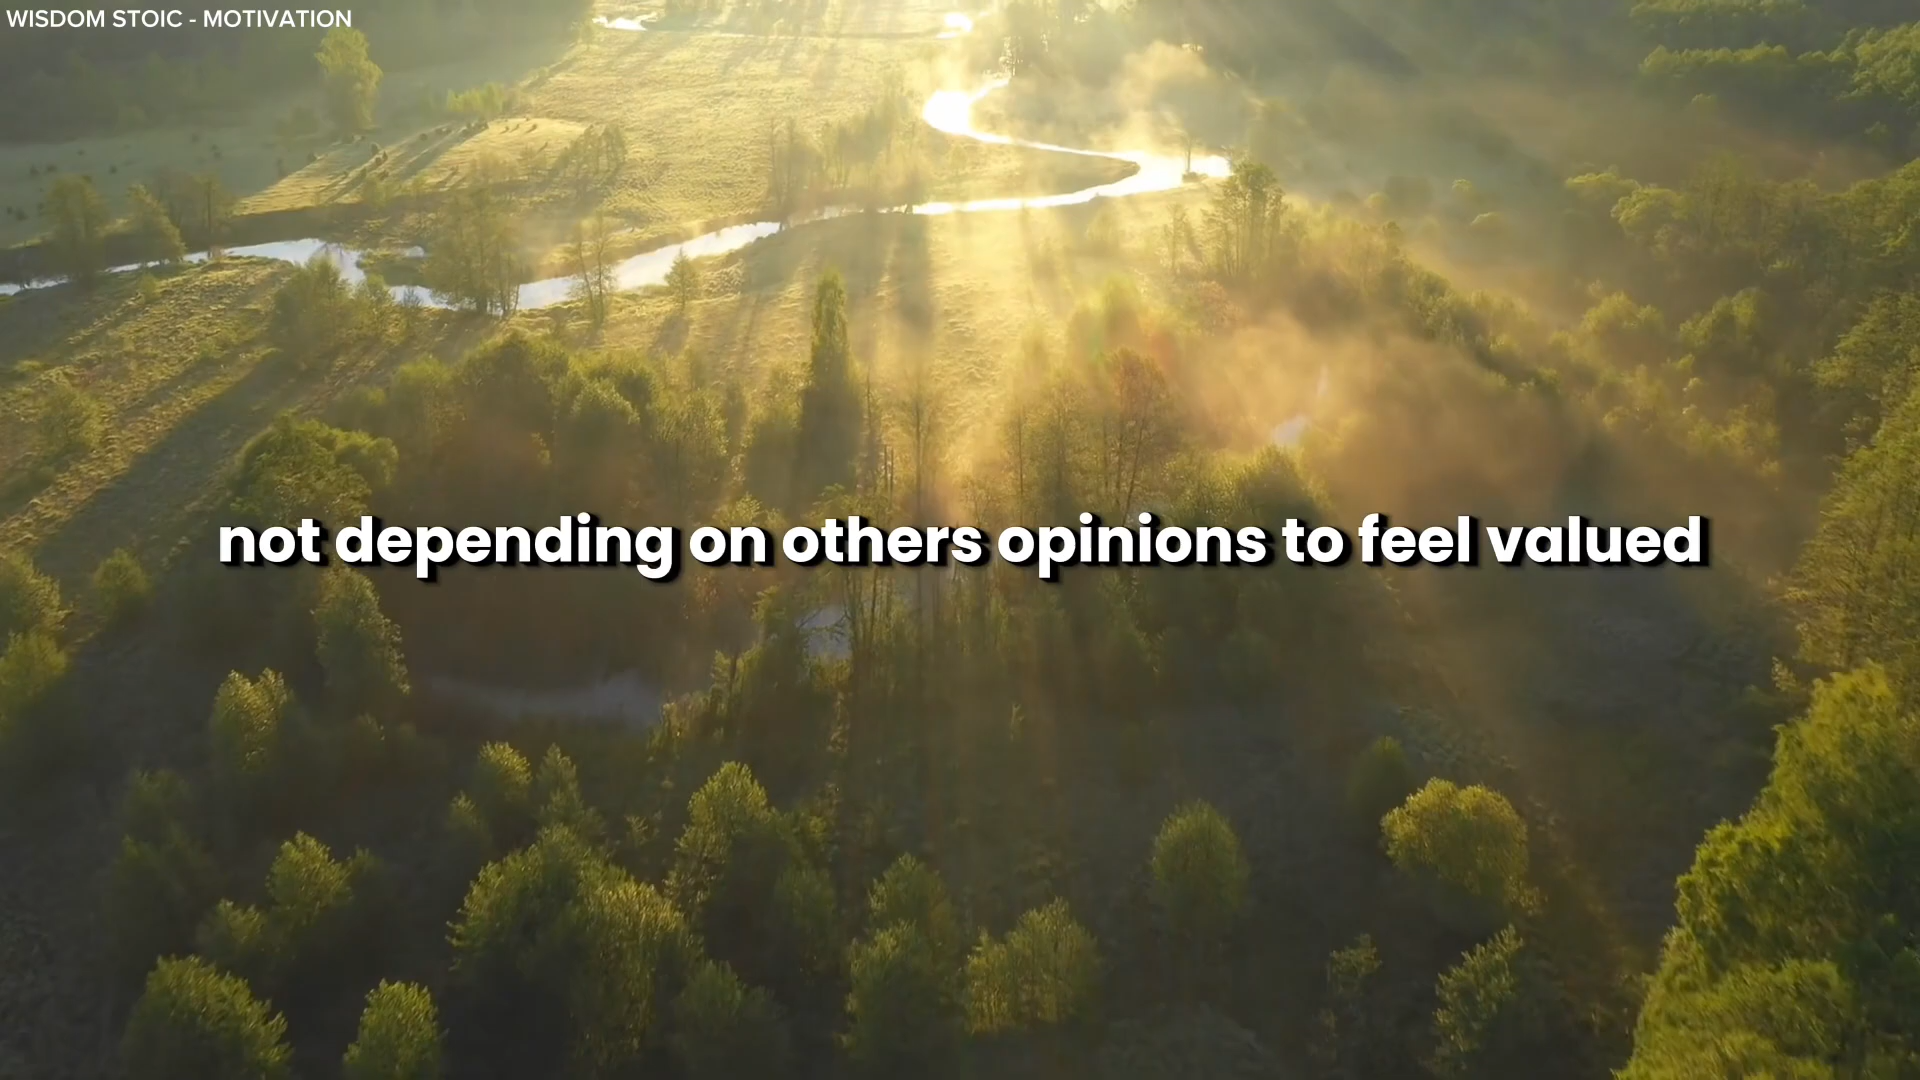 WISDOM STOIC - MOTIVATION
not depending on others opinions to feel valued